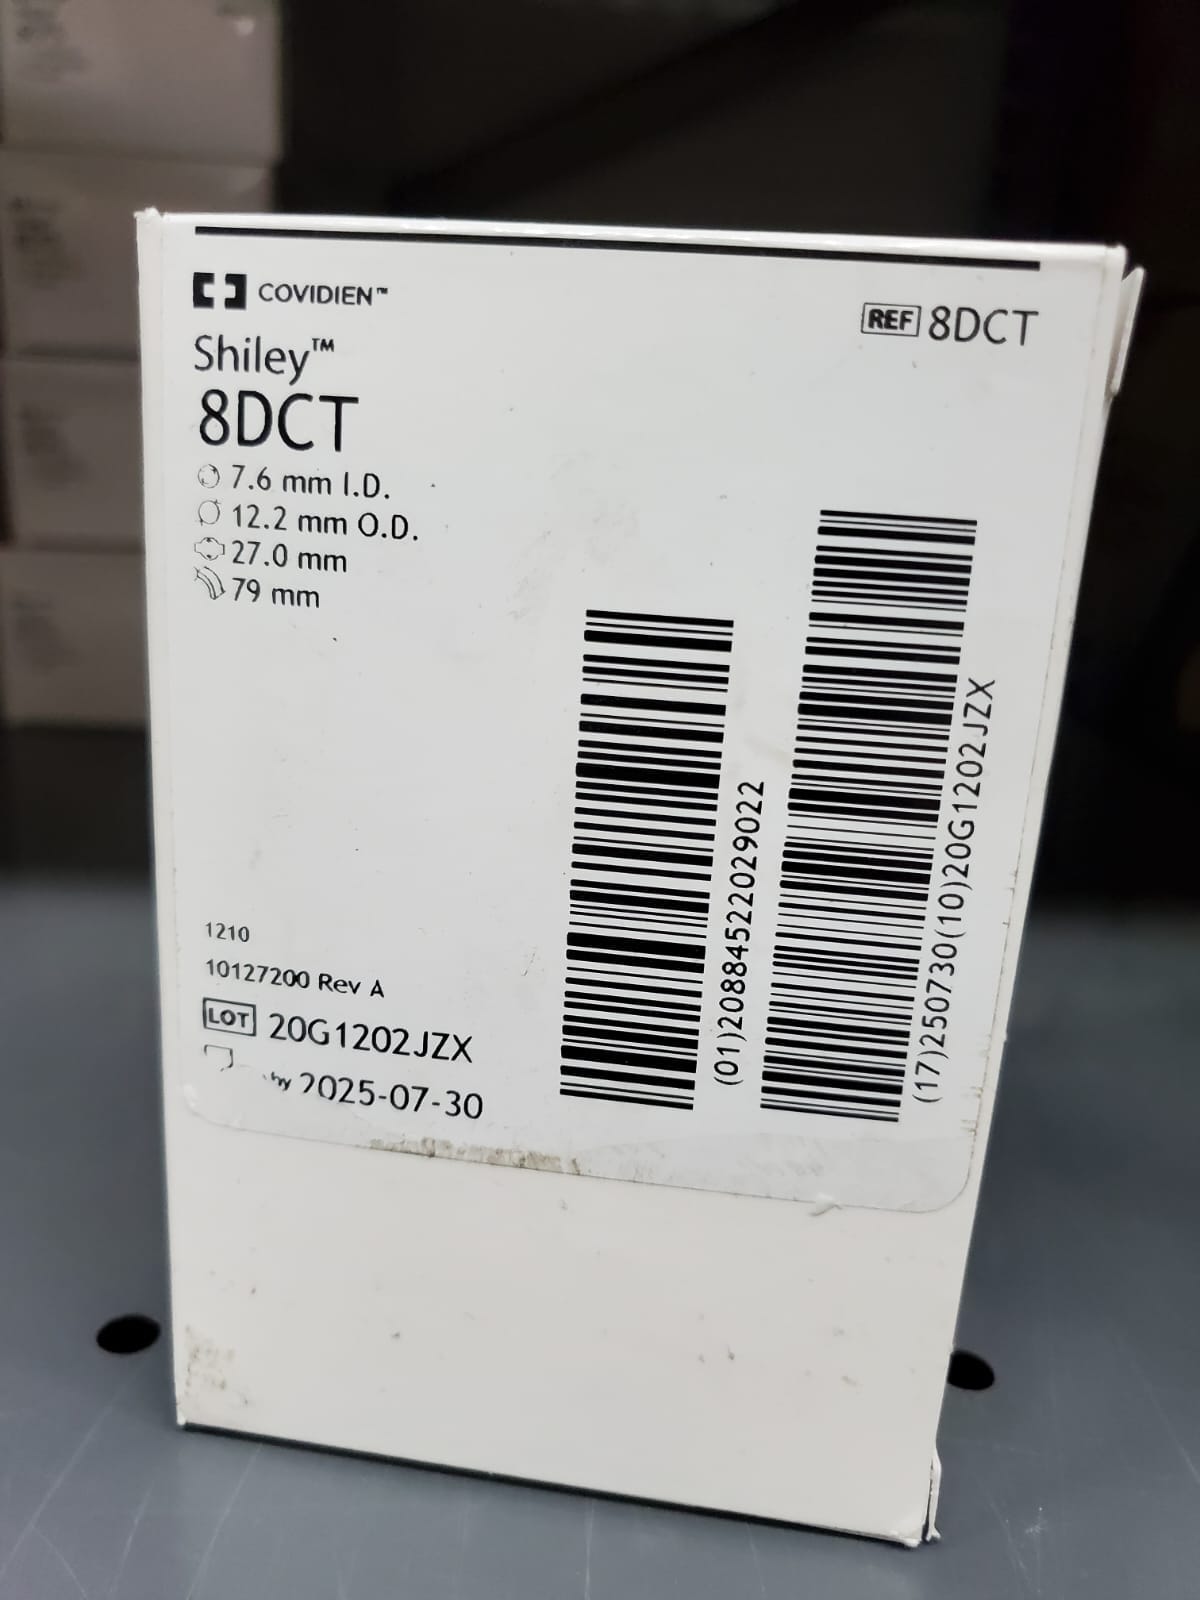 COVIDIEN™
REF 8DCT
Shiley™
8DCT
7.6 mm I.D.
12.2 mm O.D.
27.0 mm
79 mm
(01)20884522029022
(17)250730(10)20G1202JZX
1210
10127200 Rev A
LOT 20G1202JZX
by 2025-07-30